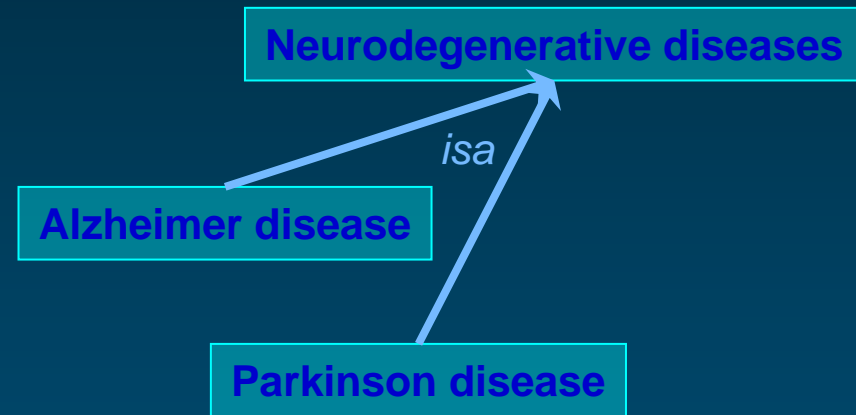 Neurodegenerative diseases
isa
Alzheimer disease
Parkinson disease